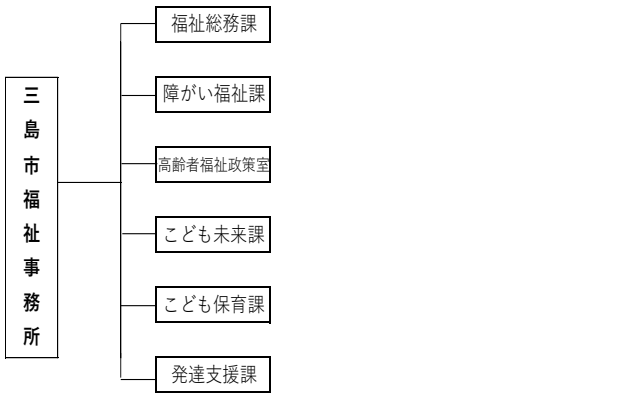 三島市福祉事務所
福祉総務課
障がい福祉課
高齢者福祉政策室
こども未来課
こども保育課
発達支援課